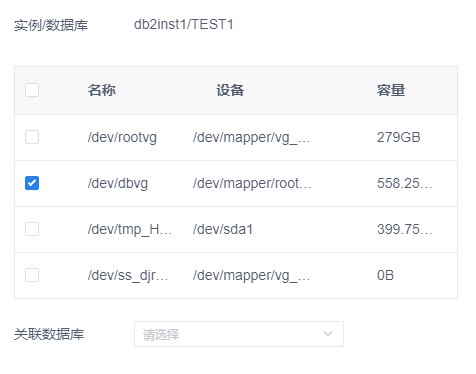 实例/数据库 db2inst1/TEST1
名称 设备 容量
/dev/rootvg /dev/mapper/vg_... 279GB
/dev/dbvg /dev/mapper/root... 558.25...
/dev/tmp_H... /dev/sda1 399.75...
/dev/ss_djr... /dev/mapper/vg_... 0B
关联数据库 请选择